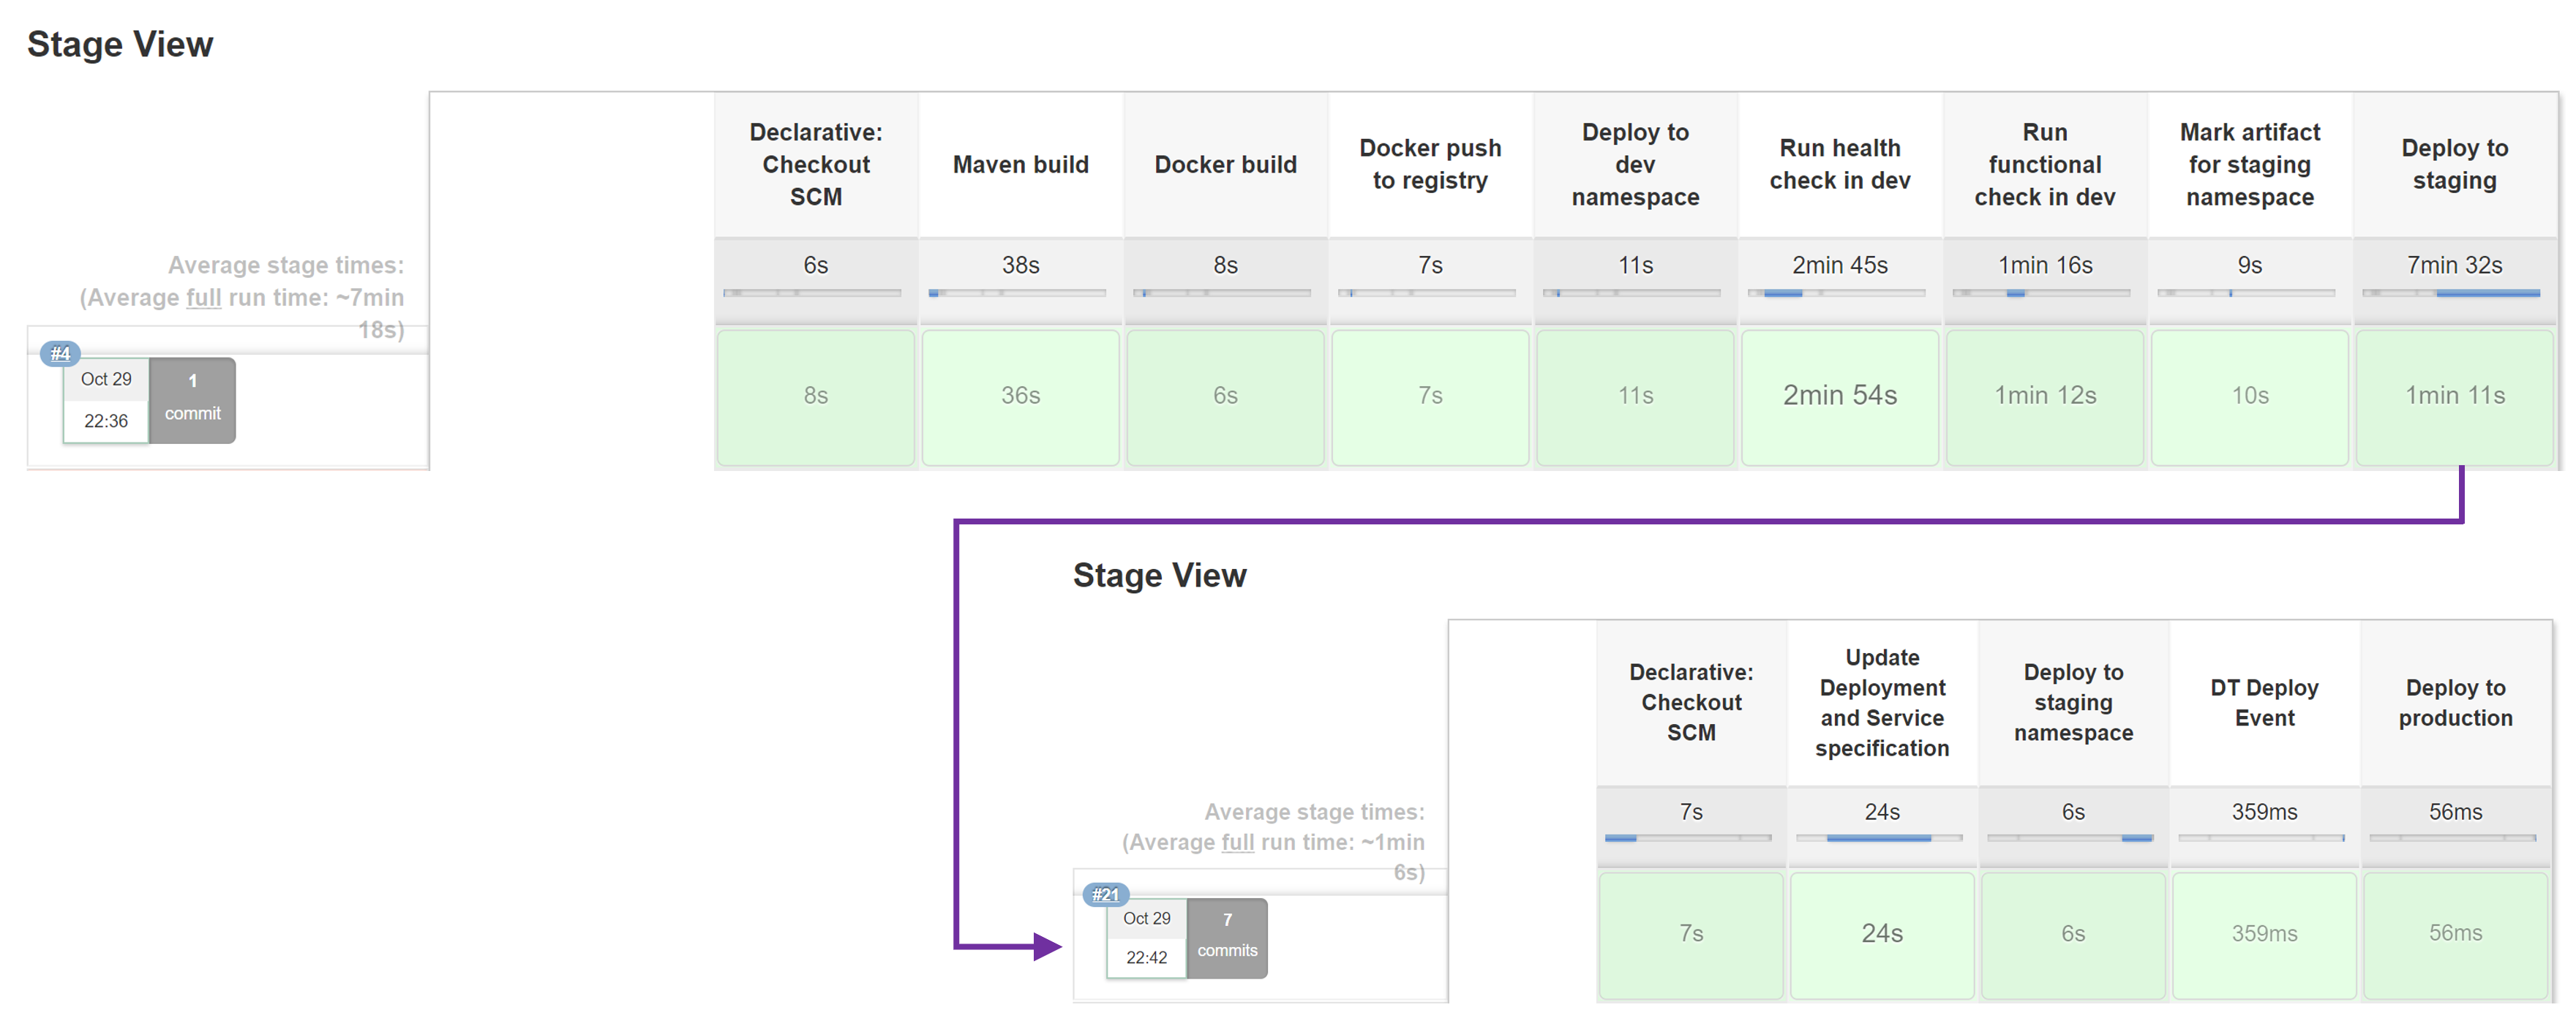 Stage View
Declarative:
Checkout
SCM
Maven build
Docker build
Docker push
to registry
Deploy to
dev
namespace
Run health
check in dev
Run
functional
check in dev
Mark artifact
for staging
namespace
Deploy to
staging
Average stage times:
(Average full run time: ~7min
18s)
6s
38s
8s
7s
11s
2min 45s
1min 16s
9s
7min 32s
#4
Oct 29
22:36
1
commit
8s
36s
6s
7s
11s
2min 54s
1min 12s
10s
1min 11s
Stage View
Declarative:
Checkout
SCM
Update
Deployment
and Service
specification
Deploy to
staging
namespace
DT Deploy
Event
Deploy to
production
Average stage times:
(Average full run time: ~1min
6s)
7s
24s
6s
359ms
56ms
#21
Oct 29
22:42
7
commits
7s
24s
6s
359ms
56ms